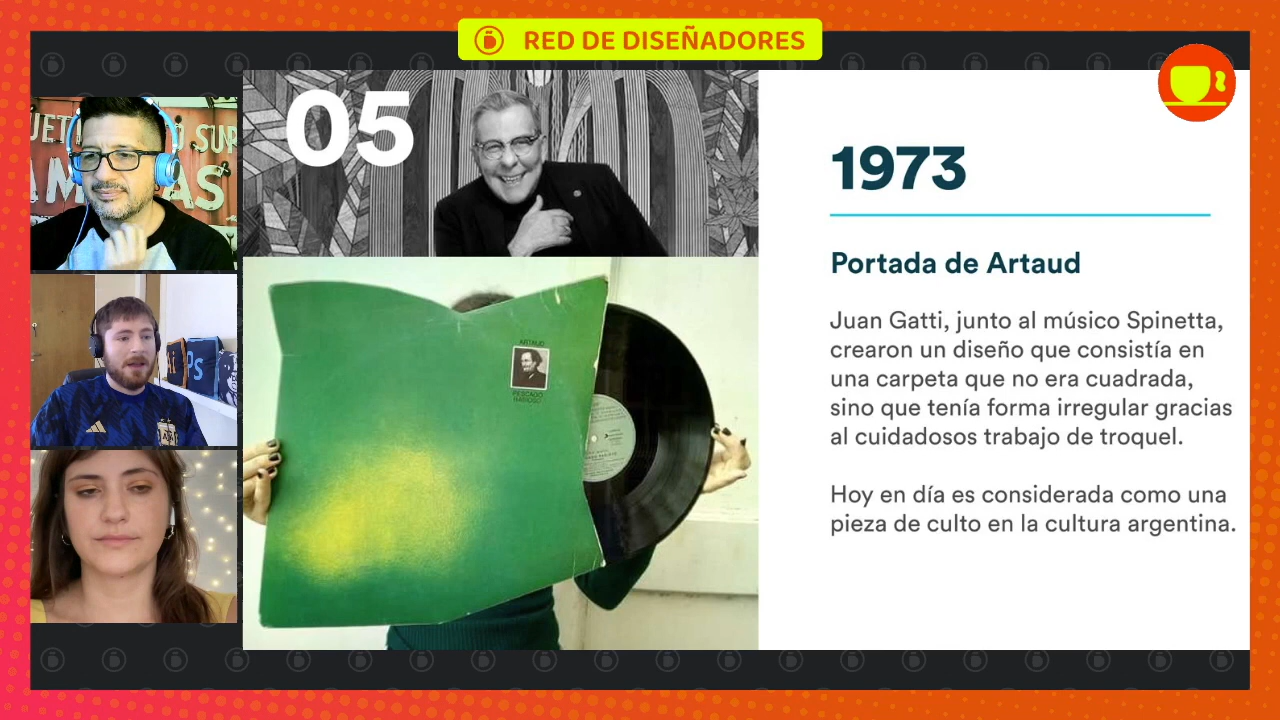 RED DE DISEÑADORES
05
1973
Portada de Artaud
Juan Gatti, junto al músico Spinetta,
crearon un diseño que consistía en
una carpeta que no era cuadrada,
sino que tenía forma irregular gracias
al cuidadosos trabajo de troquel.
Hoy en día es considerada como una
pieza de culto en la cultura argentina.
ARTAUD
PESCADO
RABIOSO
Ps